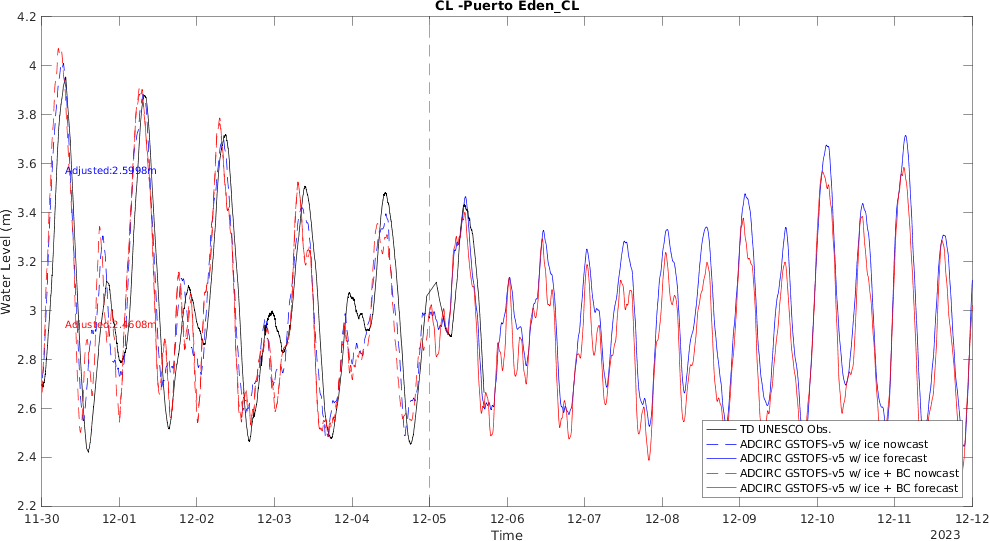 CL -Puerto Eden_CL
4.2
4
3.8
3.6
3.4
3.2
3
2.8
2.6
2.4
2.2
Water Level (m)
Adjusted:2.5998m
Adjusted:2.4608m
TD UNESCO Obs.
ADCIRC GSTOFS-v5 w/ ice nowcast
ADCIRC GSTOFS-v5 w/ ice forecast
ADCIRC GSTOFS-v5 w/ ice + BC nowcast
ADCIRC GSTOFS-v5 w/ ice + BC forecast
11-30 12-01 12-02 12-03 12-04 12-05 12-06 12-07 12-08 12-09 12-10 12-11 12-12
Time
2023